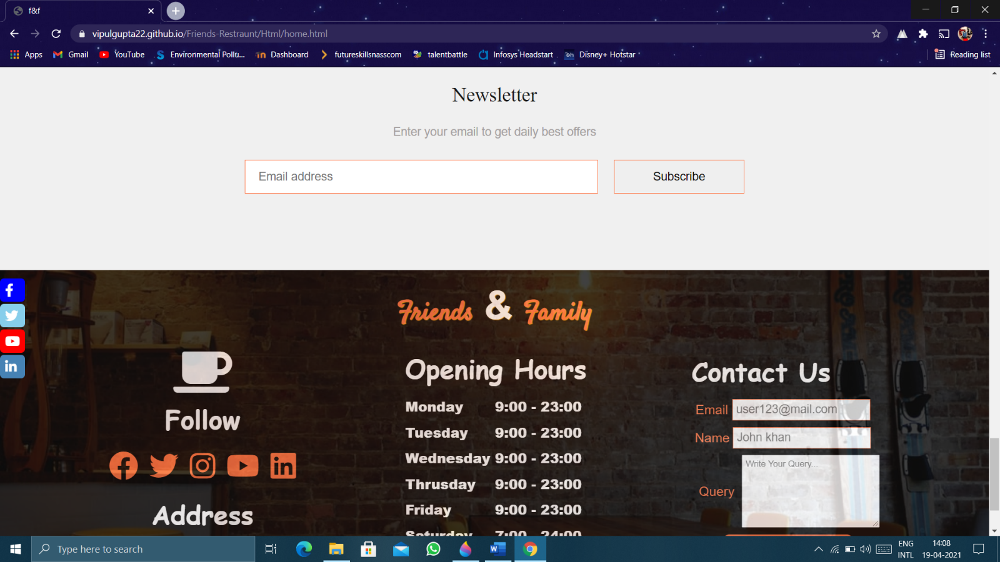 f&f
vipulgupta22.github.io/Friends-Restraunt/Html/home.html
Apps Gmail YouTube Environmental Pollu... Dashboard futureskillsnasscom talentbattle Infosys Headstart Disney+ Hotstar Reading list
Newsletter
Enter your email to get daily best offers
Email address Subscribe
Friends & Family
Follow
Address
Opening Hours
Monday 9:00 - 23:00
Tuesday 9:00 - 23:00
Wednesday 9:00 - 23:00
Thrusday 9:00 - 23:00
Friday 9:00 - 23:00
Saturday 7:00 - 24:00
Contact Us
Email user123@mail.com
Name John khan
Query Write Your Query...
Type here to search
ENG
INTL
14:08
19-04-2021